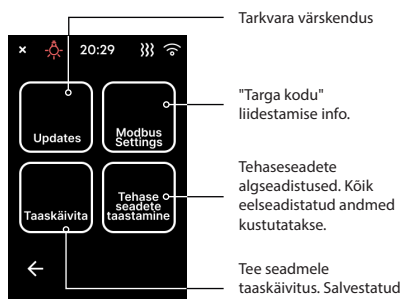 Tarkvara värskendus
× 20:29
Updates
Modbus
Settings
"Targa kodu"
liidestamise info.
Taaskäivita
Tehase
seadete
taastamine
Tehaseseadete
algseadistused. Kõik
eelseadistatud andmed
kustutatakse.
Tee seadmele
taaskäivitus. Salvestatud